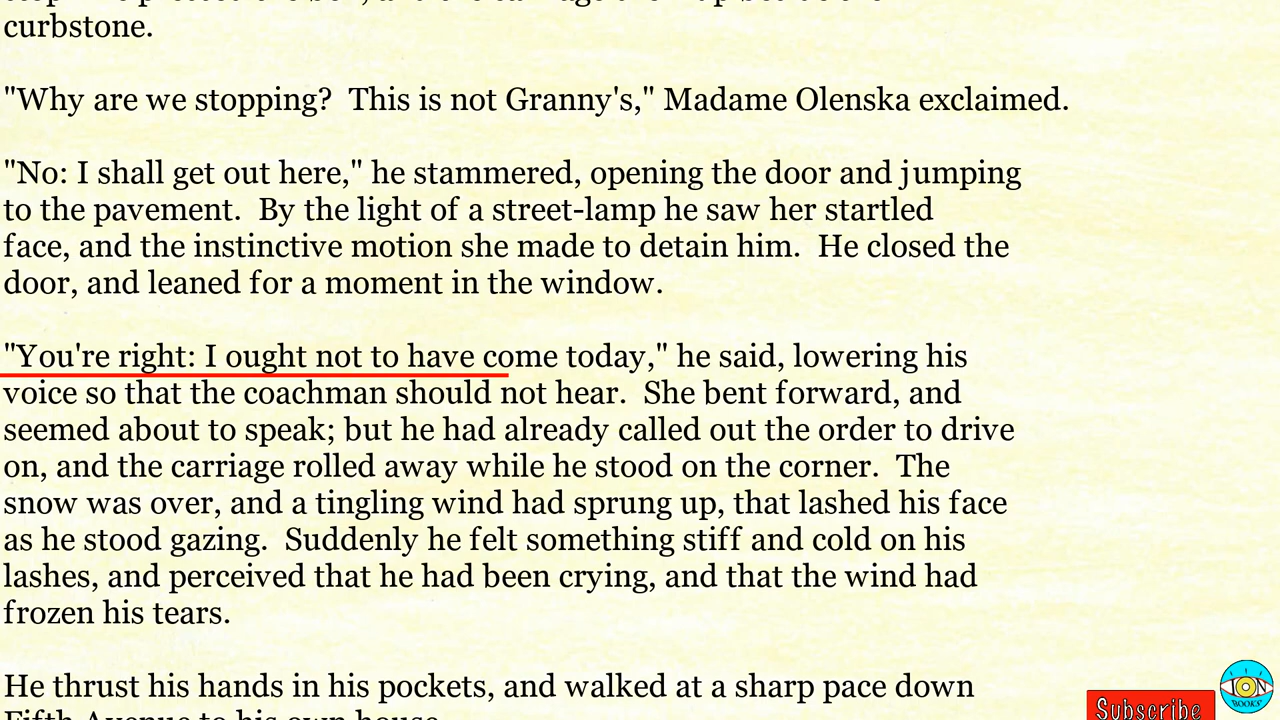 curbstone.
"Why are we stopping?  This is not Granny's," Madame Olenska exclaimed.
"No: I shall get out here," he stammered, opening the door and jumping
to the pavement.  By the light of a street-lamp he saw her startled
face, and the instinctive motion she made to detain him.  He closed the
door, and leaned for a moment in the window.
"You're right: I ought not to have come today," he said, lowering his
voice so that the coachman should not hear.  She bent forward, and
seemed about to speak; but he had already called out the order to drive
on, and the carriage rolled away while he stood on the corner.  The
snow was over, and a tingling wind had sprung up, that lashed his face
as he stood gazing.  Suddenly he felt something stiff and cold on his
lashes, and perceived that he had been crying, and that the wind had
frozen his tears.
He thrust his hands in his pockets, and walked at a sharp pace down
Fifth Avenue to his own house.
Subscribe
ION
BOOKS